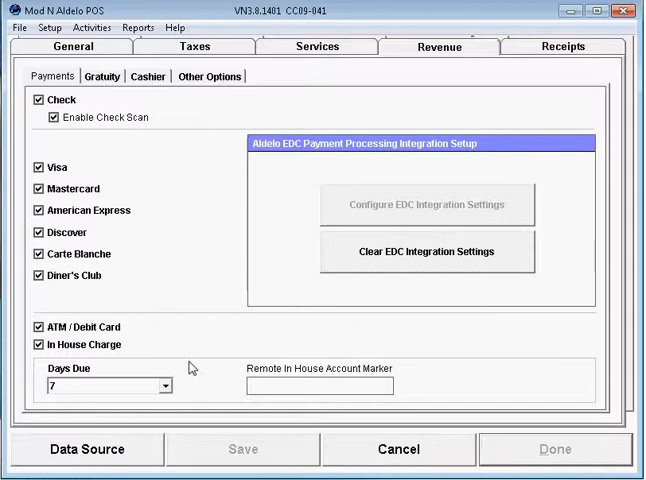 Mod N Aldelo POS VN3.8.1401 CC09-041
File Setup Activities Reports Help
General Taxes Services Revenue Receipts
Payments Gratuity Cashier Other Options
Check
Enable Check Scan
Aldelo EDC Payment Processing Integration Setup
Visa
Mastercard
Configure EDC Integration Settings
American Express
Discover
Clear EDC Integration Settings
Carte Blanche
Diner's Club
ATM / Debit Card
In House Charge
Days Due Remote In House Account Marker
7
Data Source Save Cancel Done